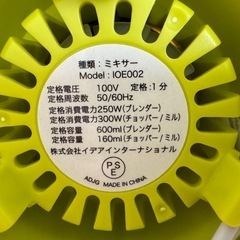 種類：ミキサー
Model：IOE002
定格電圧 100V 定格：1分
定格周波数 50/60Hz
定格消費電力250W（ブレンダー）
定格消費電力300W（チョッパー/ミル）
定格容量 600ml（ブレンダー）
定格容量 160ml（チョッパー/ミル）
株式会社イデアインターナショナル
PSE
ADJG MADE IN CHINA